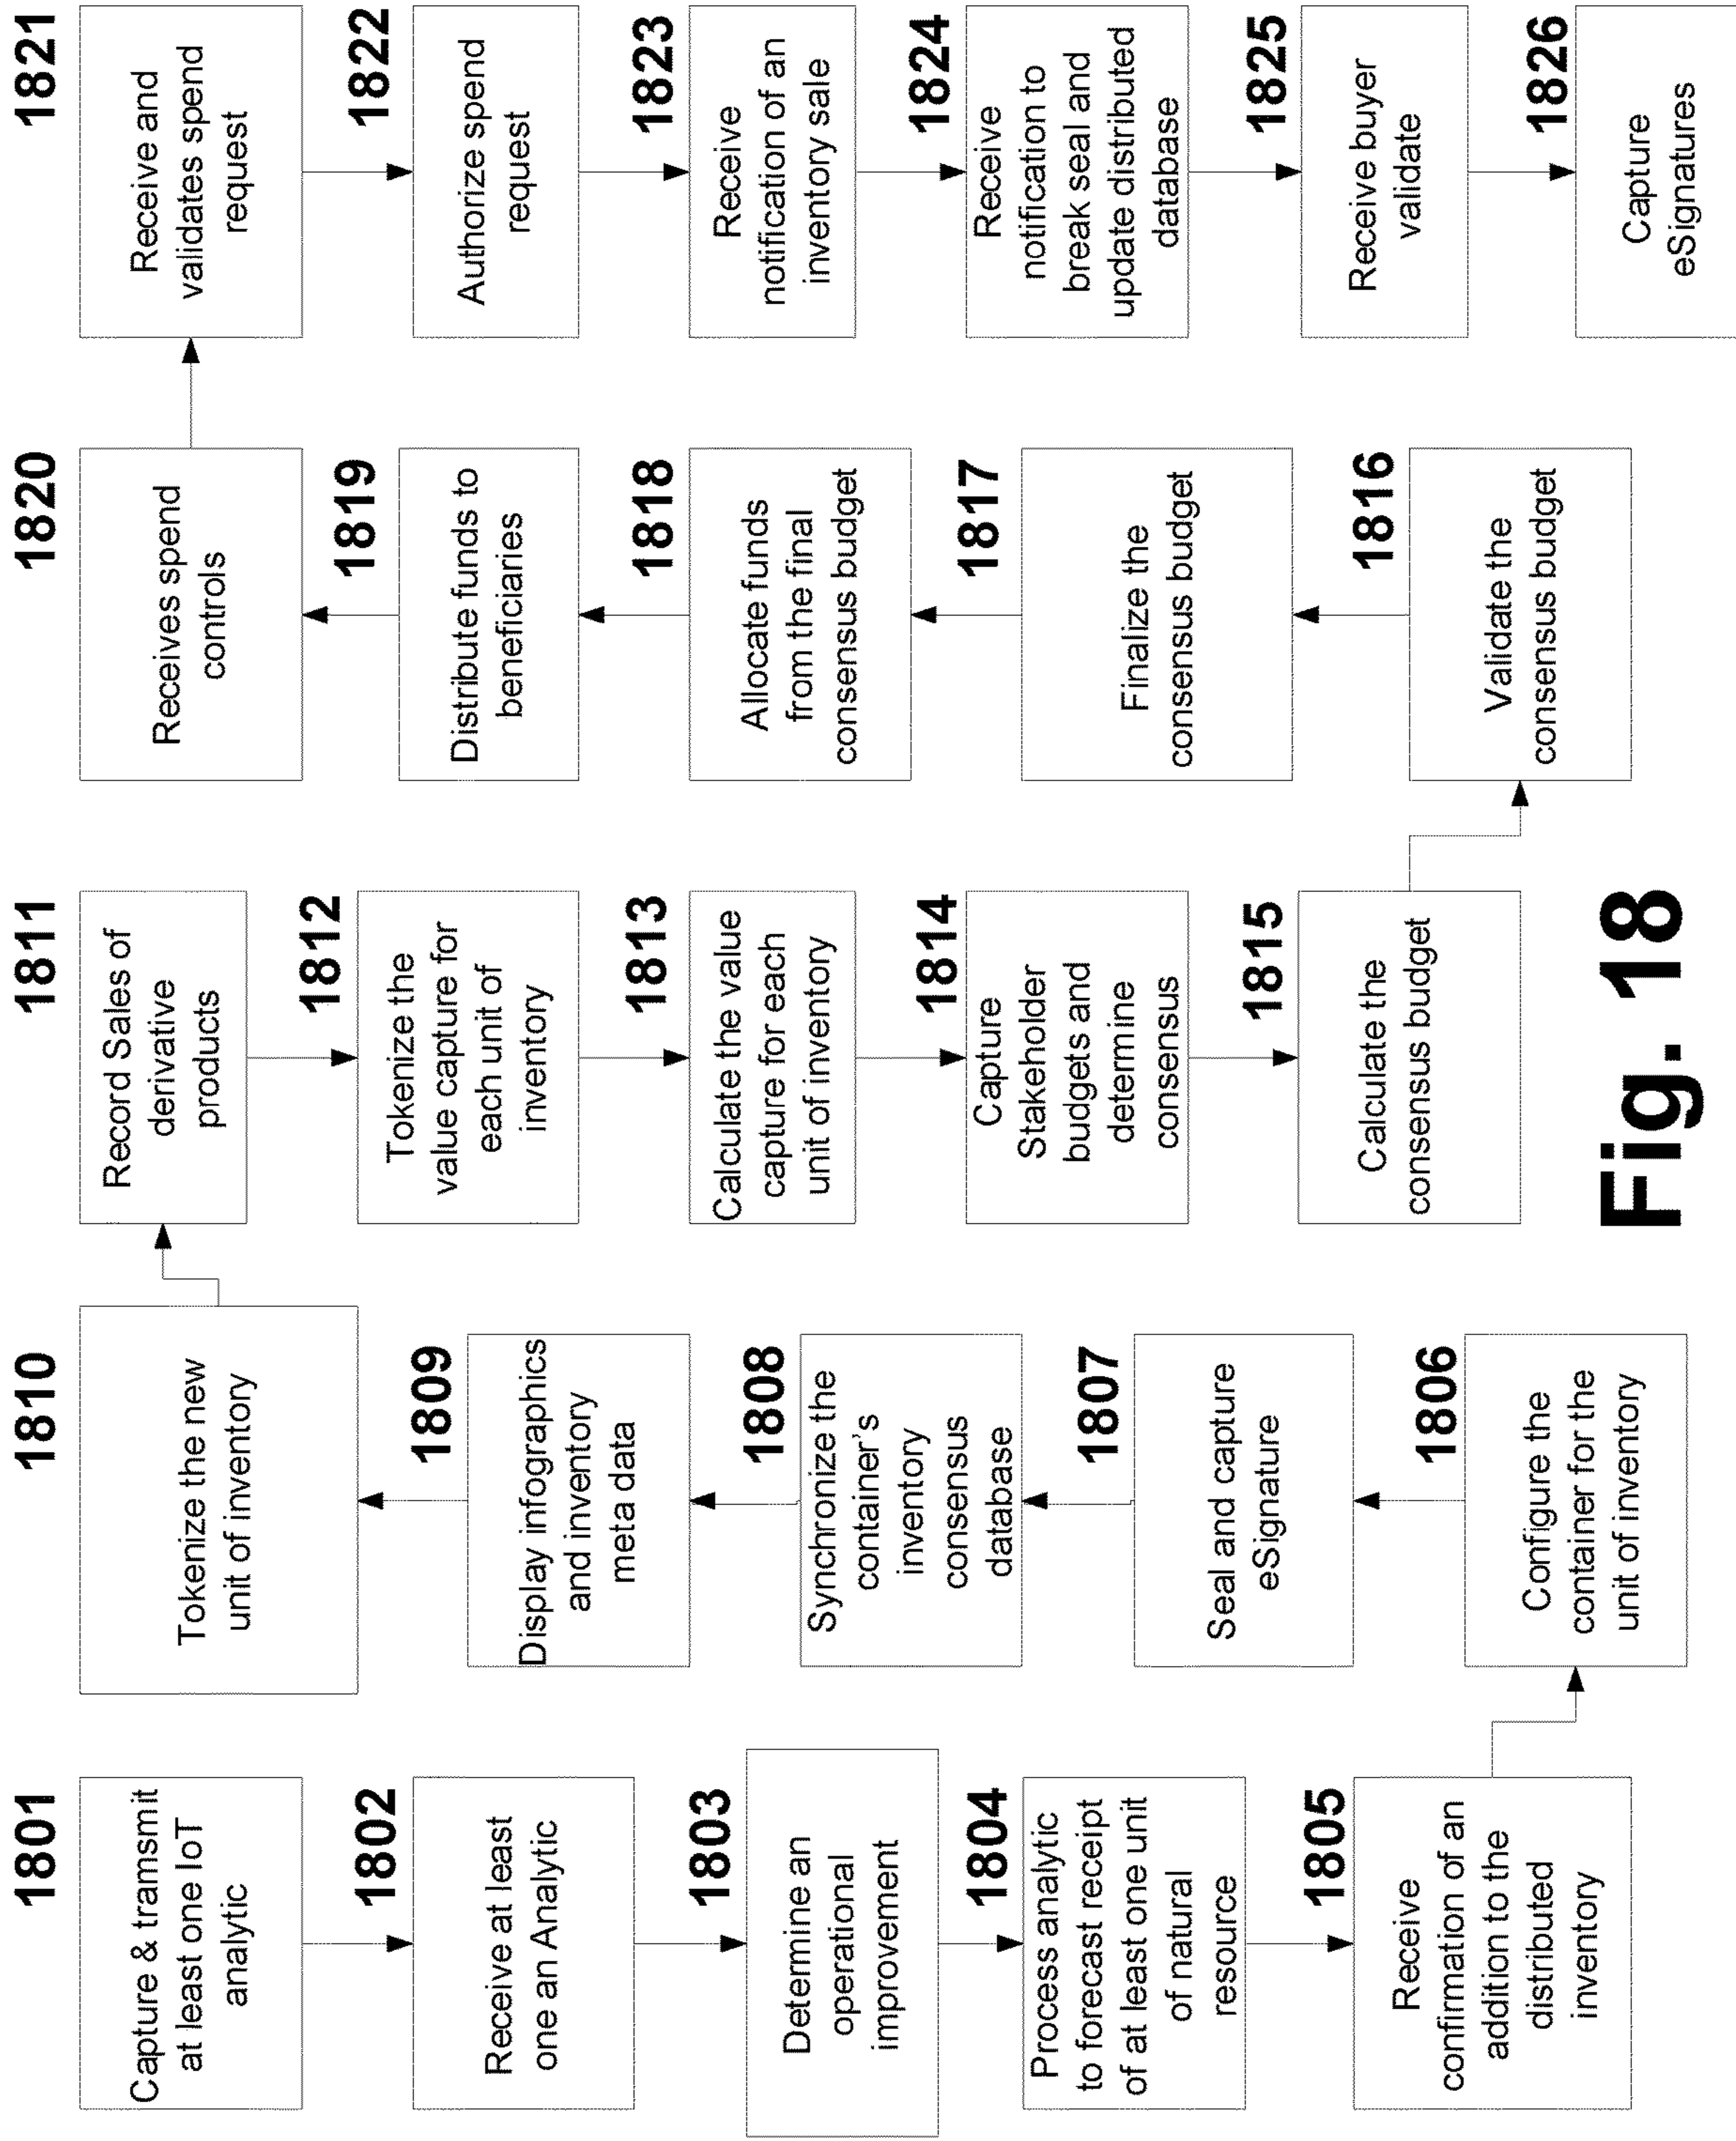 1801
Capture & transmit
at least one IoT
analytic
1802
Receive at least
one an Analytic
1803
Determine an
operational
improvement
1804
Process analytic
to forecast receipt
of at least one unit
of natural
resource
1805
Receive
confirmation of an
addition to the
distributed
inventory
1806
Configure the
container for the
unit of inventory
1807
Seal and capture
eSignature
1808
Synchronize the
container's
inventory
consensus
database
1809
Display infographics
and inventory
meta data
1810
Tokenize the new
unit of inventory
1811
Record Sales of
derivative
products
1812
Tokenize the
value capture for
each unit of
inventory
1813
Calculate the value
capture for each
unit of inventory
1814
Capture
Stakeholder
budgets and
determine
consensus
1815
Calculate the
consensus budget
1816
Validate the
consensus budget
1817
Finalize the
consensus budget
1818
Allocate funds
from the final
consensus budget
1819
Distribute funds to
beneficiaries
1820
Receives spend
controls
1821
Receive and
validates spend
request
1822
Authorize spend
request
1823
Receive
notification of an
inventory sale
1824
Receive
notification to
break seal and
update distributed
database
1825
Receive buyer
validate
1826
Capture
eSignatures
Fig. 18